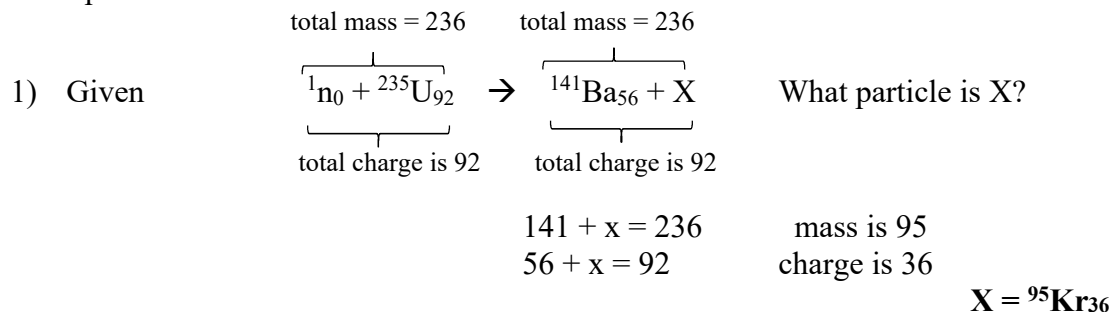 total mass = 236 total mass = 236
1) Given ¹n₀ + ²³⁵U₉₂ → ¹⁴¹Ba₅₆ + X What particle is X?
total charge is 92 total charge is 92
141 + x = 236 mass is 95
56 + x = 92 charge is 36
X = ⁹⁵Kr₃₆